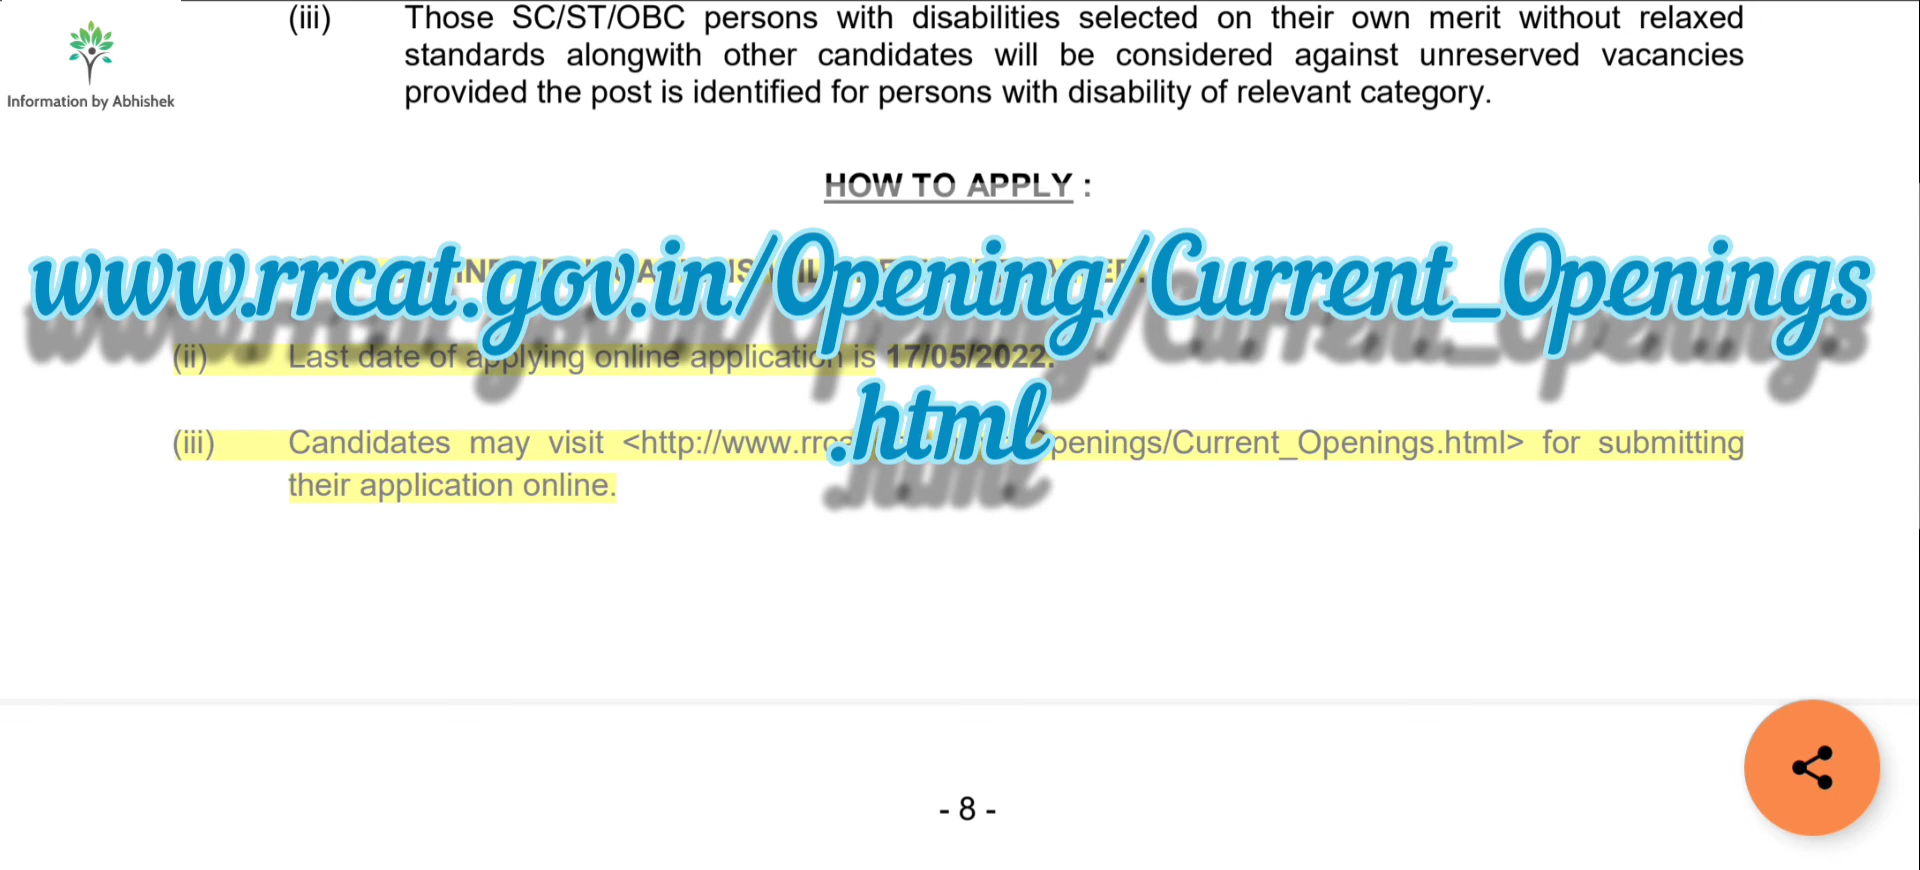 (iii) Those SC/ST/OBC persons with disabilities selected on their own merit without relaxed
standards alongwith other candidates will be considered against unreserved vacancies
provided the post is identified for persons with disability of relevant category.
Information by Abhishek
HOW TO APPLY :
www.rrcat.gov.in/Opening/Current_Openings
.html
(ii) Last date of applying online application is 17/05/2022.
(iii) Candidates may visit <http://www.rrc penings/Current_Openings.html> for submitting
their application online.
- 8 -